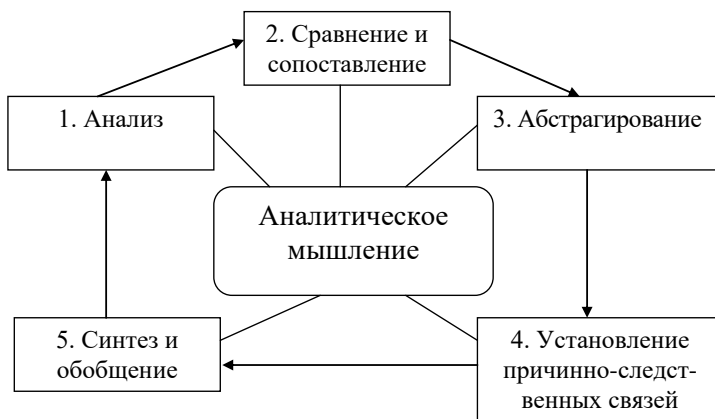 1. Анализ
2. Сравнение и
сопоставление
3. Абстрагирование
4. Установление
причинно-следст-
венных связей
5. Синтез и
обобщение
Аналитическое
мышление